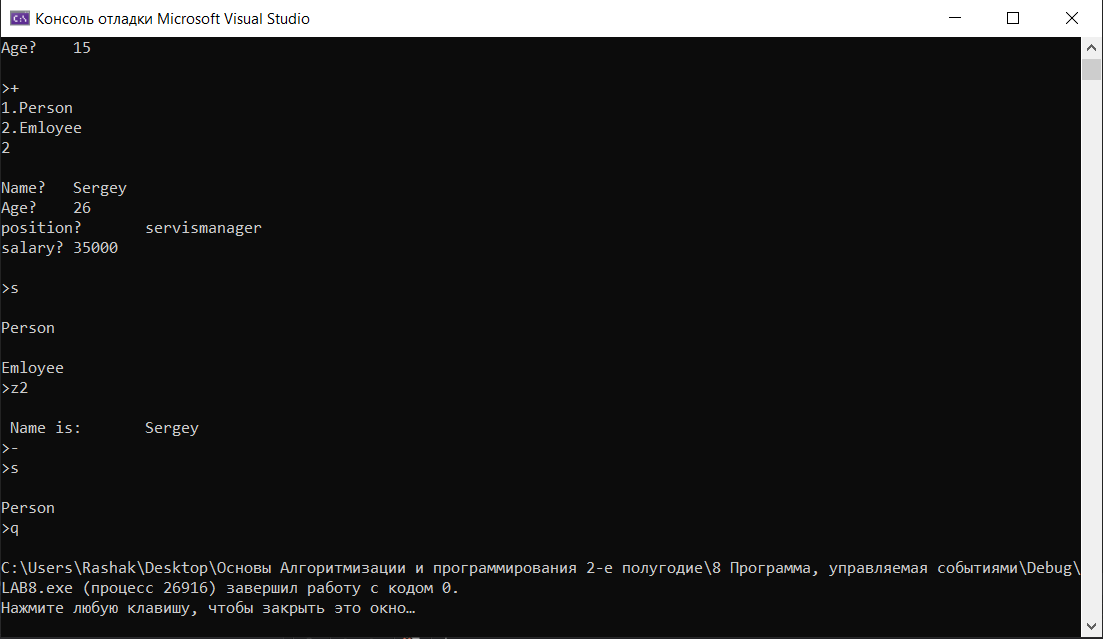 Консоль отладки Microsoft Visual Studio
Age? 15
>+
1.Person
2.Emloyee
2
Name? Sergey
Age? 26
position? servismanager
salary? 35000
>s
Person
Emloyee
>z2
Name is: Sergey
>-
>s
Person
>q
C:\Users\Rashak\Desktop\Основы Алгоритмизации и программирования 2-е полугодие\8 Программа, управляемая событиями\Debug\
LAB8.exe (процесс 26916) завершил работу с кодом 0.
Нажмите любую клавишу, чтобы закрыть это окно…